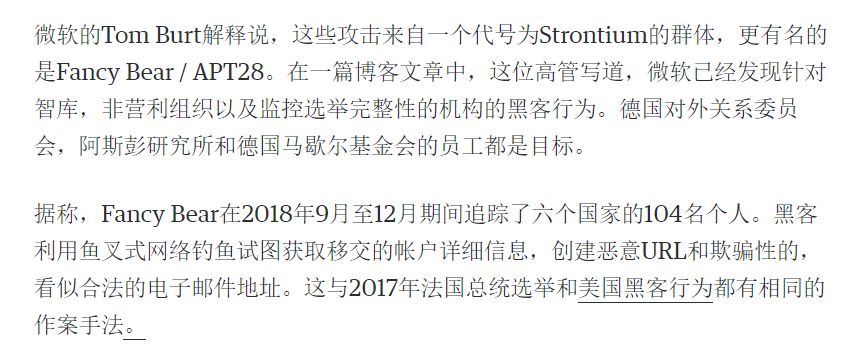 微软的Tom Burt解释说，这些攻击来自一个代号为Strontium的群体，更有名的
是Fancy Bear / APT28。在一篇博客文章中，这位高管写道，微软已经发现针对
智库，非营利组织以及监控选举完整性的机构的黑客行为。德国对外关系委员
会，阿斯彭研究所和德国马歇尔基金会的员工都是目标。
据称，Fancy Bear在2018年9月至12月期间追踪了六个国家的104名个人。黑客
利用鱼叉式网络钓鱼试图获取移交的帐户详细信息，创建恶意URL和欺骗性的，
看似合法的电子邮件地址。这与2017年法国总统选举和美国黑客行为都有相同的
作案手法。